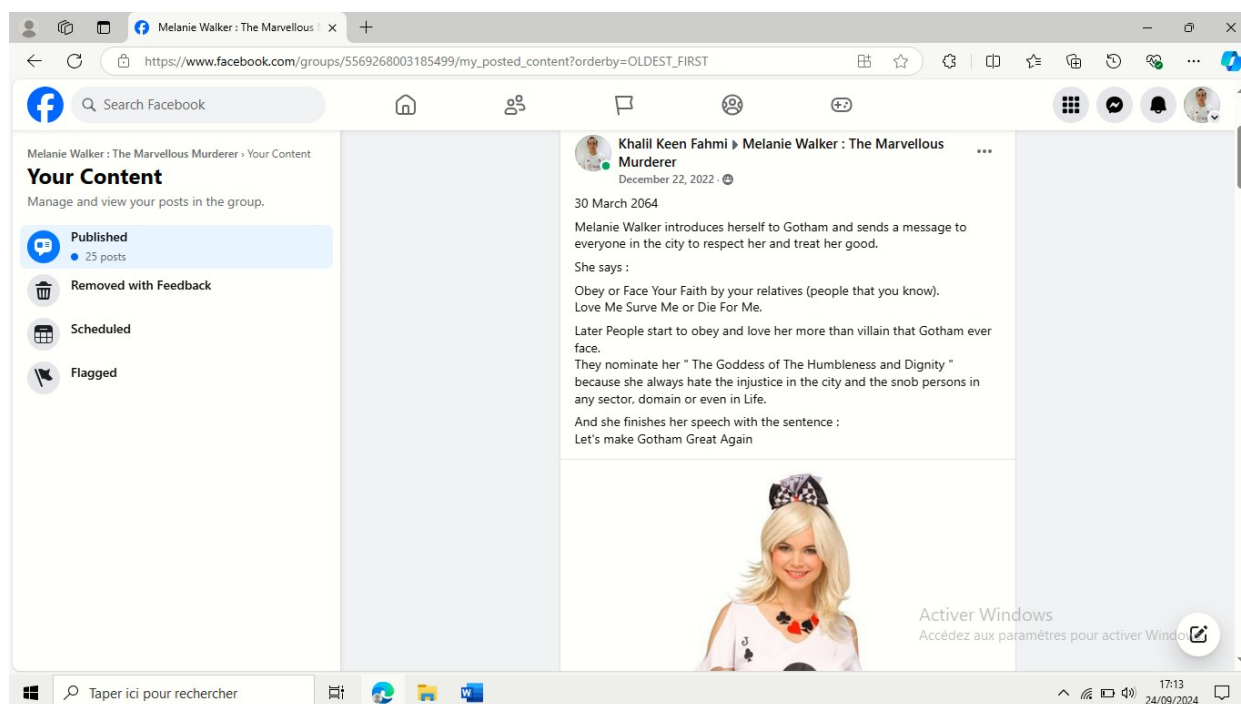 Melanie Walker : The Marvellous
https://www.facebook.com/groups/5569268003185499/my_posted_content?orderby=OLDEST_FIRST
Search Facebook
Melanie Walker : The Marvellous Murderer › Your Content
Your Content
Manage and view your posts in the group.
Published
25 posts
Removed with Feedback
Scheduled
Flagged
Khalil Keen Fahmi ▸ Melanie Walker : The Marvellous
Murderer
December 22, 2022 ·
30 March 2064
Melanie Walker introduces herself to Gotham and sends a message to
everyone in the city to respect her and treat her good.
She says :
Obey or Face Your Faith by your relatives (people that you know).
Love Me Surve Me or Die For Me.
Later People start to obey and love her more than villain that Gotham ever
face.
They nominate her " The Goddess of The Humbleness and Dignity "
because she always hate the injustice in the city and the snob persons in
any sector, domain or even in Life.
And she finishes her speech with the sentence :
Let's make Gotham Great Again
J
Activer Windows
Accédez aux paramètres pour activer
Taper ici pour rechercher
17:13
24/09/2024